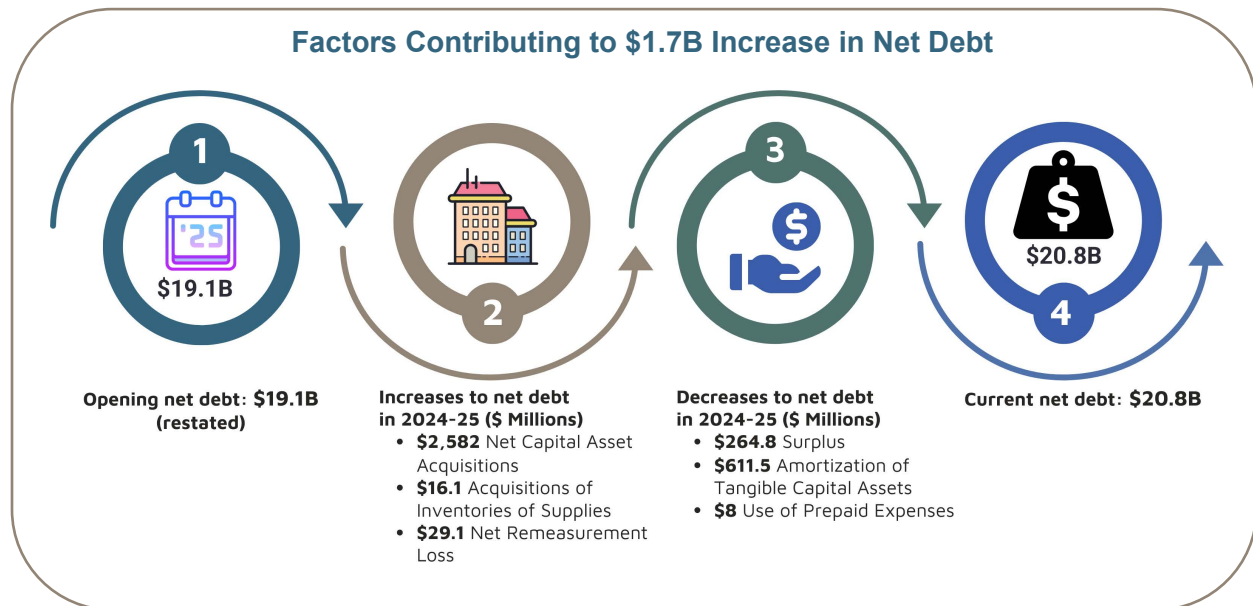 Factors Contributing to $1.7B Increase in Net Debt
1
'25
$19.1B
Opening net debt: $19.1B
(restated)
2
Increases to net debt
in 2024-25 ($ Millions)
• $2,582 Net Capital Asset
Acquisitions
• $16.1 Acquisitions of
Inventories of Supplies
• $29.1 Net Remeasurement
Loss
3
$
Decreases to net debt
in 2024-25 ($ Millions)
• $264.8 Surplus
• $611.5 Amortization of
Tangible Capital Assets
• $8 Use of Prepaid Expenses
$
$20.8B
4
Current net debt: $20.8B